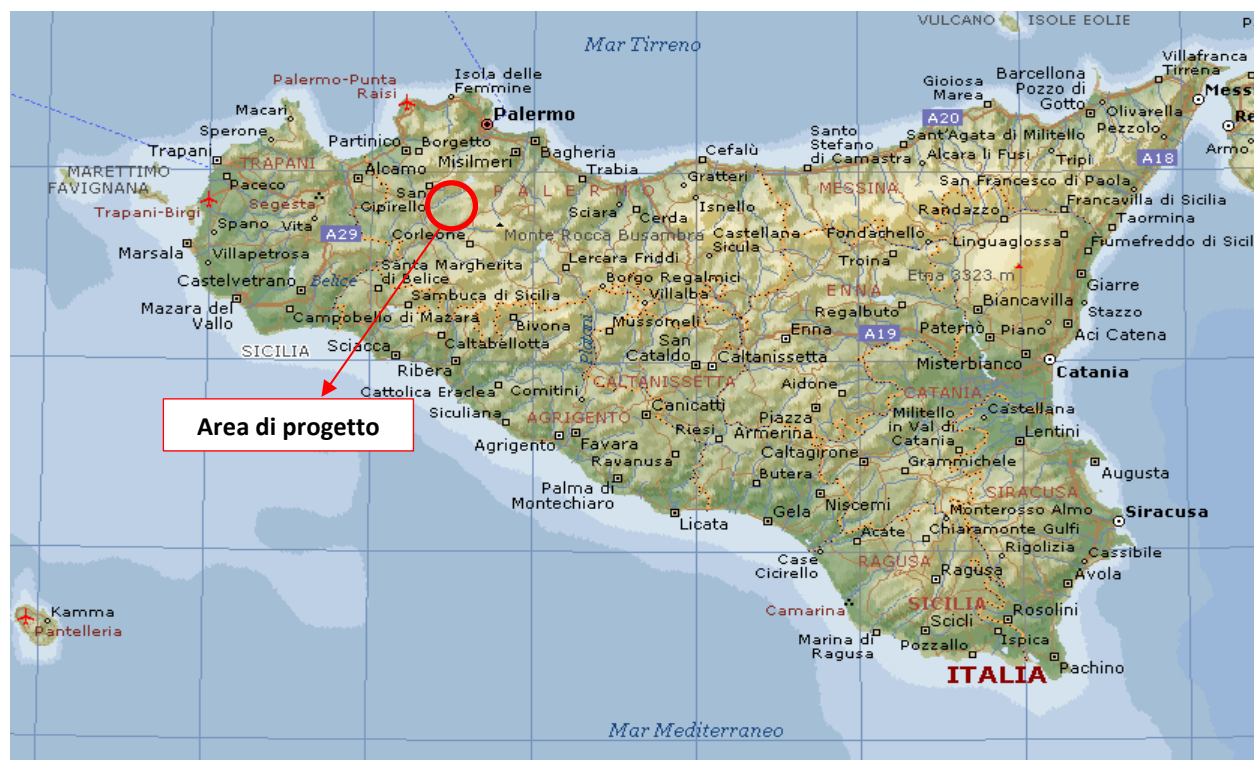 VULCANO
ISOLE EOLIE
P
Mar Tirreno
Villafranca
Tirrena
Palermo-Punta
Raisi
Isola delle
Femmine
Gioiosa
Marea
Barcellona
Pozzo di
Gotto
Mess
Macari
Palermo
A20
Olivarella
Re
Sperone
Partinico
Borgetto
Santo
Stefano
di Camastra
Sant'Agata di Militello
Pezzolo
Trapani
Misilmeri
Bagheria
Cefalù
Armo
MARETTIMO
FAVIGNANA
TRAPANI
Alcamo
Trabia
Gratteri
Alcara li Fusi
Tripi
A18
Paceco
Segesta
San
Cipirello
PALERMO
MESSINA
San Francesco di Paola
Trapani-Birgi
Sciara
Cerda
Isnello
Randazzo
Francavilla di Sicilia
Taormina
Spano
Vita
A29
Corleone
Monte Rocca Busambra
Castellana
Sicula
Fondachello
Linguaglossa
Fiumefreddo di Sicil
Marsala
Villapetrosa
Santa Margherita
di Belice
Lercara Friddi
Troina
Etna 3323 m
Castelvetrano
Belice
Borgo Regalmici
Giarre
Mazara del
Vallo
Sambuca di Sicilia
Villalba
ENNA
Regalbuto
Biancavilla
Stazzo
Campobello di Mazara
Bivona
Mussomeli
Enna
A19
Paternò
Piano
Aci Catena
SICILIA
Sciacca
Caltabellotta
Platani
San
Cataldo
Caltanissetta
Misterbianco
Catania
Ribera
Cattolica Eraclea
Comitini
CALTANISSETTA
Aidone
CATANIA
Area di progetto
Siculiana
AGRIGENTO
Canicatti
Piazza
Armerina
Militello
in Val di
Catania
Castellana
Agrigento
Favara
Riesi
Lentini
Ravanusa
Caltagirone
Grammichele
Augusta
Palma di
Montechiaro
Butera
SIRACUSA
Licata
Gela
Niscemi
Monterosso Almo
Siracusa
Acate
Chiaramonte Gulfi
Case
Cicirello
RAGUSA
Ragusa
Rigolizia
Cassibile
Avola
Kamma
Pantelleria
Camarina
SICILIA
Rosolini
Scicli
Marina di
Ragusa
Pozzallo
Ispica
ITALIA
Pachino
Mar Mediterraneo